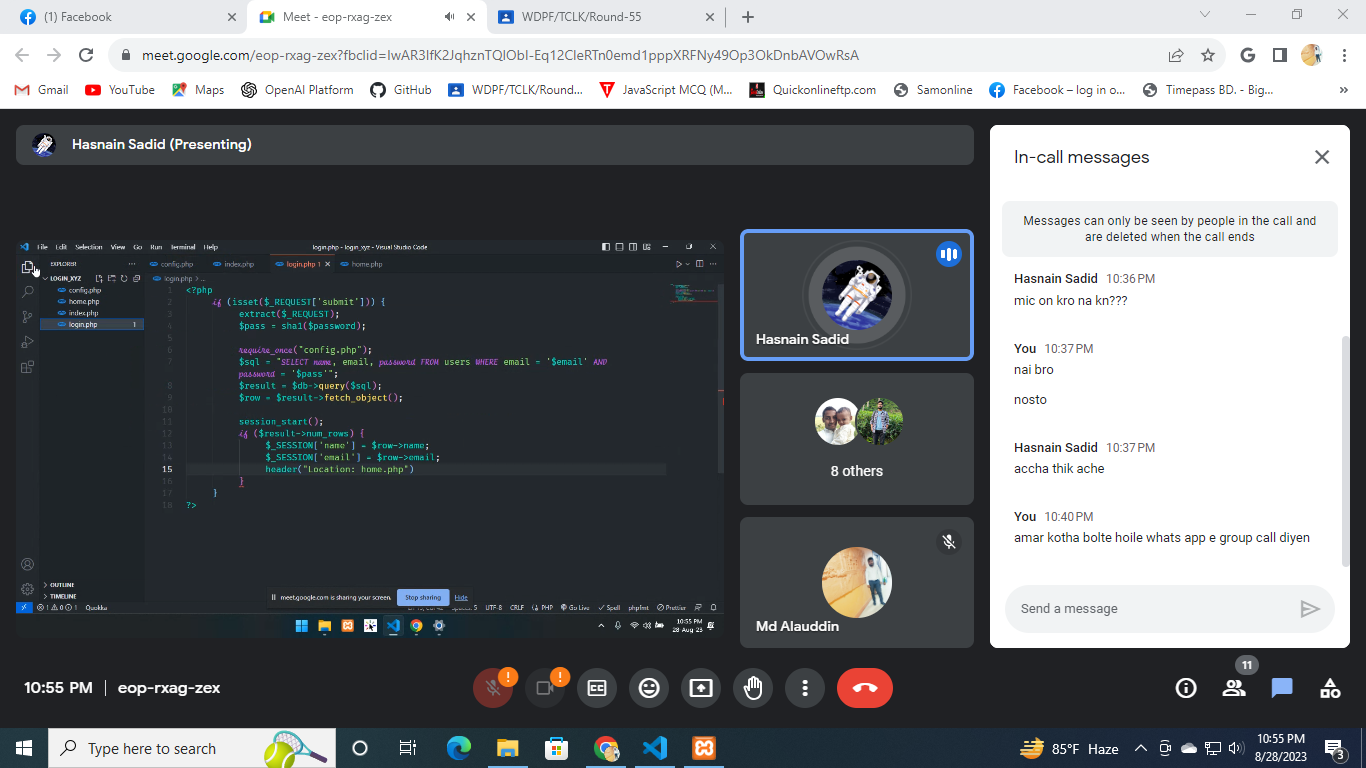 (1) Facebook
Meet - eop-rxag-zex
WDPF/TCLK/Round-55
meet.google.com/eop-rxag-zex?fbclid=IwAR3IfK2JqhznTQIObI-Eq12CleRTn0emd1pppXRFNy49Op3OkDnbAVOwRsA
Gmail
YouTube
Maps
OpenAI Platform
GitHub
WDPF/TCLK/Round...
JavaScript MCQ (M...
Quickonlineftp.com
Samonline
Facebook – log in o...
Timepass BD. - Big...
»
Hasnain Sadid (Presenting)
File Edit Selection View Go Run Terminal Help
login.php - login_xyz - Visual Studio Code
EXPLORER
LOGIN_XYZ
config.php
home.php
index.php
login.php 1
config.php
index.php
login.php 1
home.php
login.php > ...
1 <?php
2 if (isset($_REQUEST['submit'])) {
3 extract($_REQUEST);
4 $pass = sha1($password);
5
6 require_once("config.php");
7 $sql = "SELECT name, email, password FROM users WHERE email = '$email' AND
password = '$pass'";
8 $result = $db->query($sql);
9 $row = $result->fetch_object();
10
11 session_start();
12 if ($result->num_rows) {
13 $_SESSION['name'] = $row->name;
14 $_SESSION['email'] = $row->email;
15 header("Location: home.php")
16 }
17 }
18 ?>
OUTLINE
TIMELINE
meet.google.com is sharing your screen.
Stop sharing
Hide
1 0 1 Quokka
UTF-8 CRLF PHP Go Live Spell phpfmt Prettier
10:55 PM
28-Aug-23
Hasnain Sadid
8 others
Md Alauddin
In-call messages
Messages can only be seen by people in the call and
are deleted when the call ends
Hasnain Sadid 10:36 PM
mic on kro na kn???
You 10:37 PM
nai bro
nosto
Hasnain Sadid 10:37 PM
accha thik ache
You 10:40 PM
amar kotha bolte hoile whats app e group call diyen
Send a message
10:55 PM | eop-rxag-zex
11
Type here to search
85°F Haze
10:55 PM
8/28/2023
3